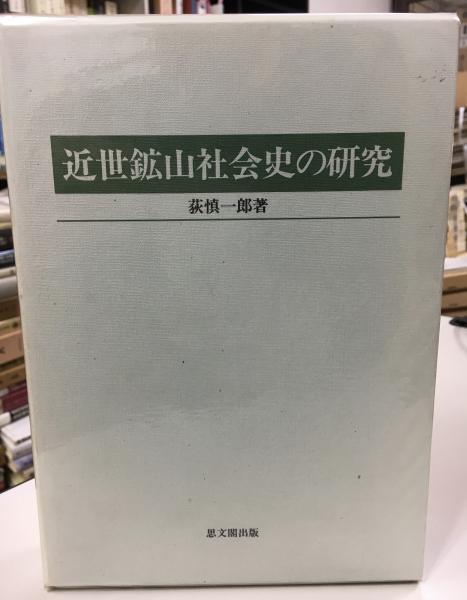 近世鉱山社会史の研究
荻慎一郎著
思文閣出版